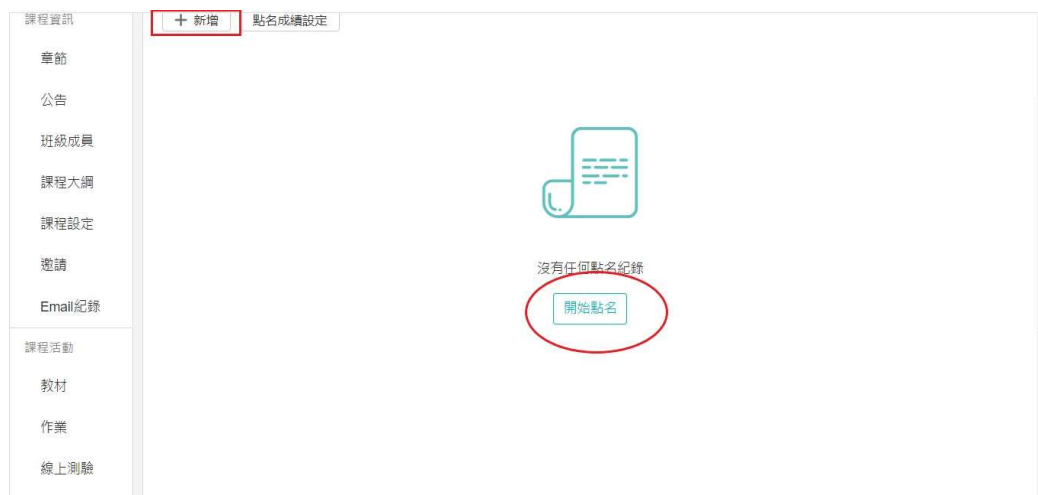 課程資訊
章節
公告
班級成員
課程大綱
課程設定
邀請
Email紀錄
課程活動
教材
作業
線上測驗
+ 新增 點名成績設定
沒有任何點名紀錄
開始點名